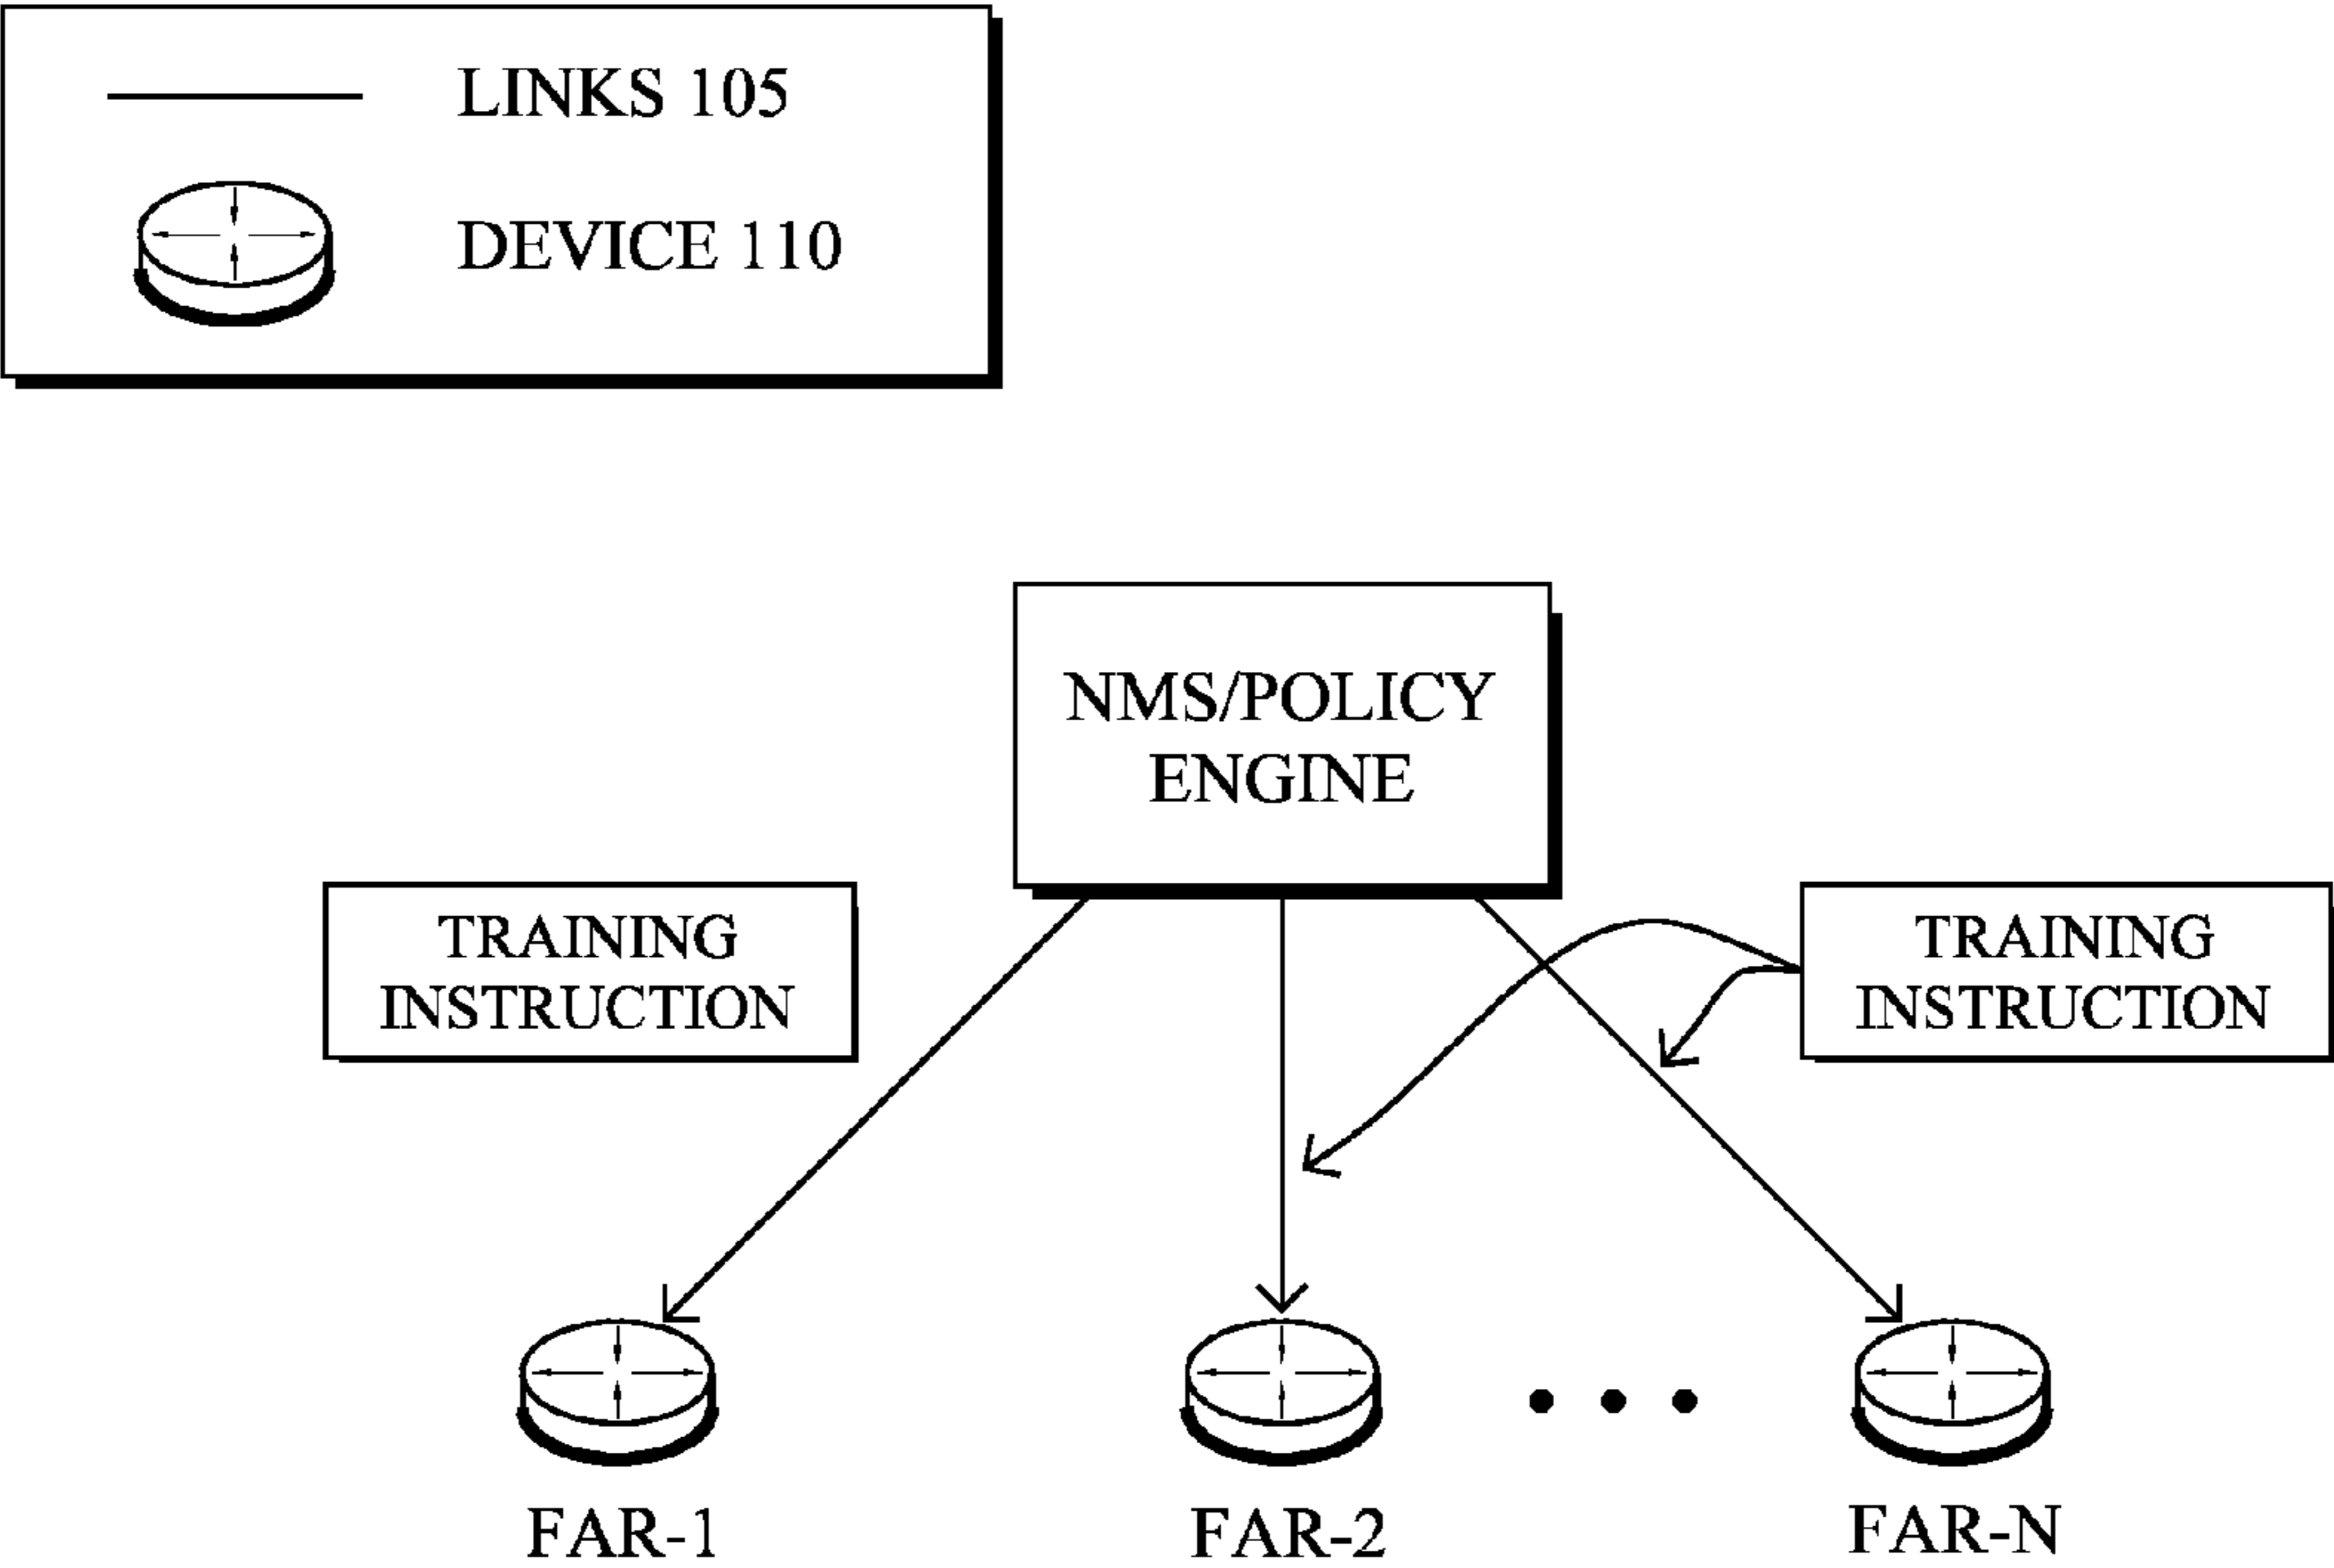 LINKS 105
DEVICE 110
NMS/POLICY
ENGINE
TRAINING
INSTRUCTION
TRAINING
INSTRUCTION
FAR-1
FAR-2
FAR-N